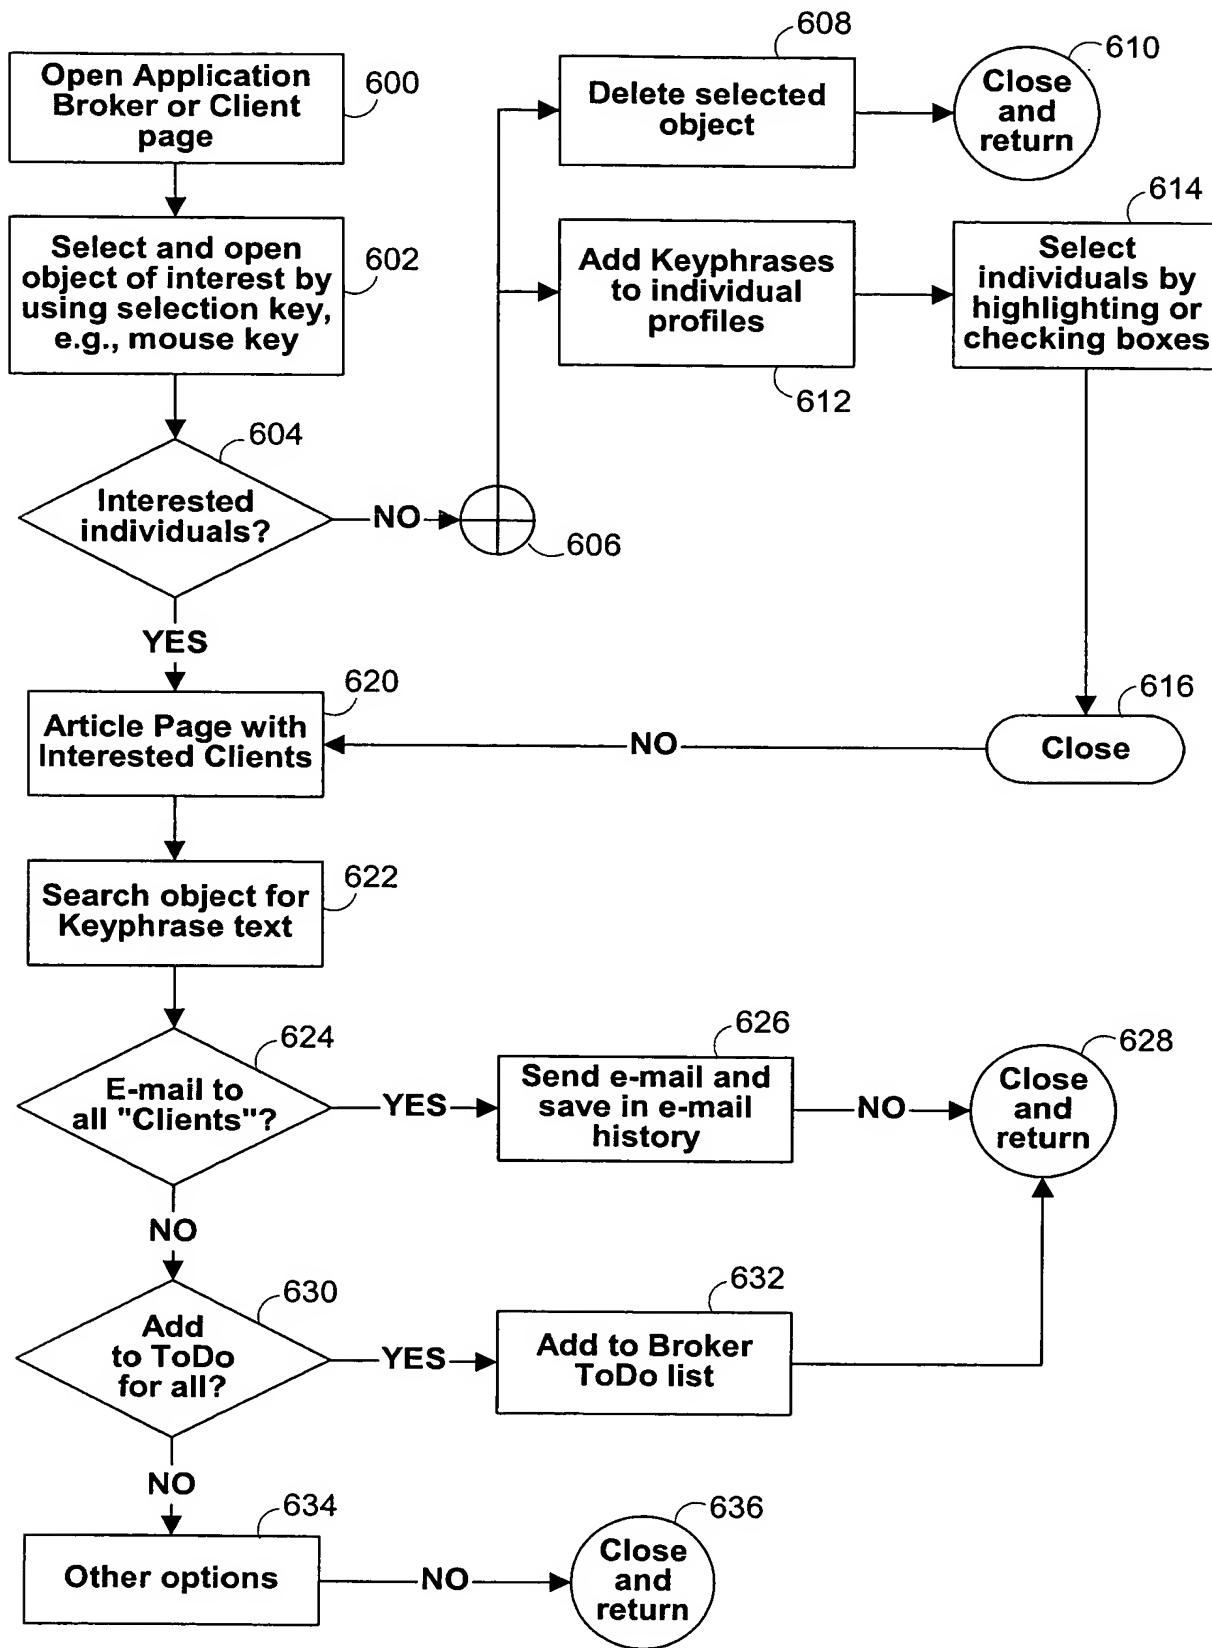 Open Application
Broker or Client
page
600
Select and open
object of interest by
using selection key,
e.g., mouse key
602
Interested
individuals?
604
NO
606
608
Delete selected
object
610
Close
and
return
Add Keyphrases
to individual
profiles
612
614
Select
individuals by
highlighting or
checking boxes
616
Close
NO
YES
620
Article Page with
Interested Clients
Search object for
Keyphrase text
622
624
E-mail to
all "Clients"?
YES
626
Send e-mail and
save in e-mail
history
NO
628
Close
and
return
NO
630
Add
to ToDo
for all?
YES
632
Add to Broker
ToDo list
NO
634
Other options
NO
636
Close
and
return